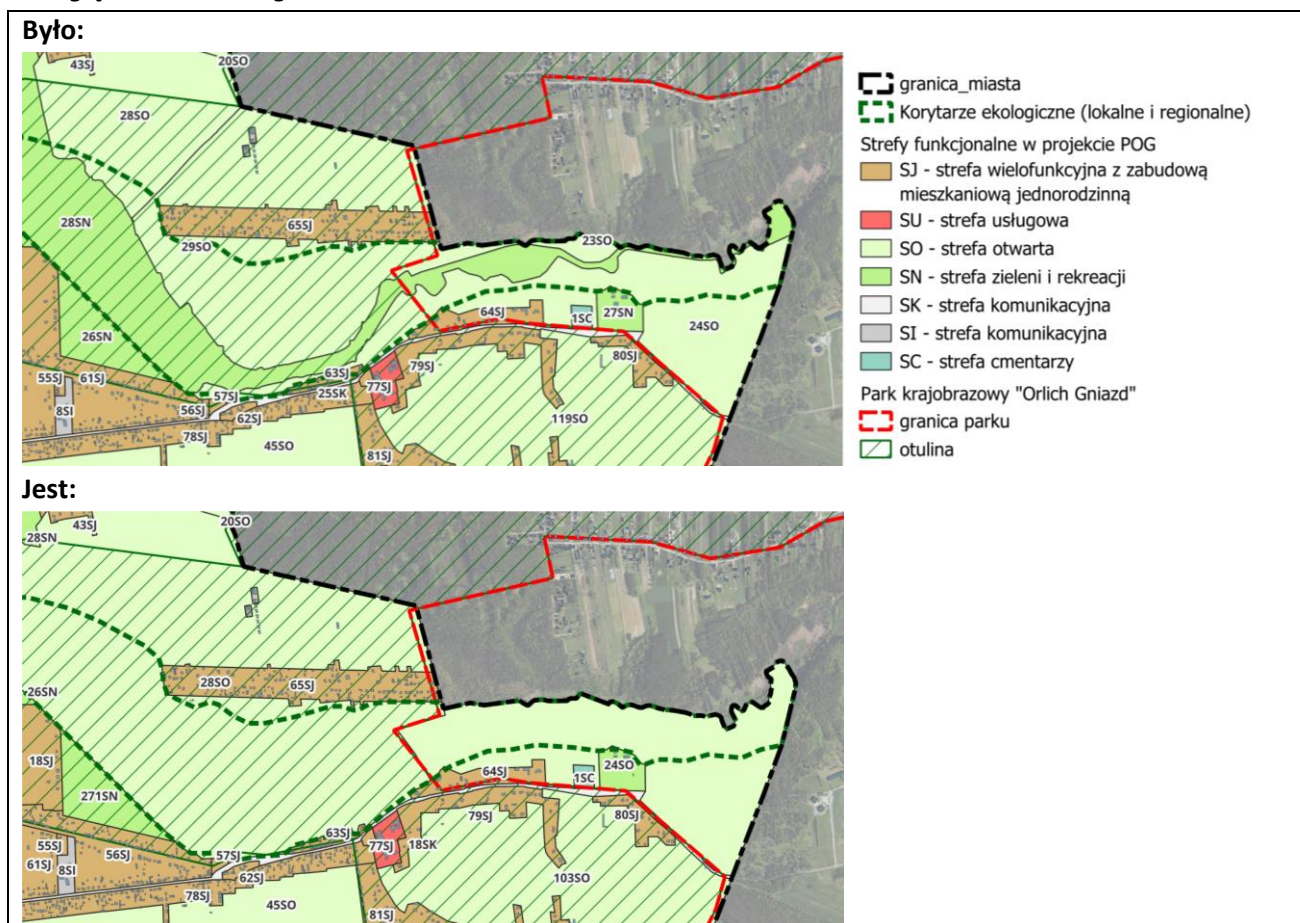 Było:
43SJ
20SO
28SO
28SN
65SJ
29SO
23SO
64SJ
1SC
27SN
24SO
26SN
55SJ
61SJ
8SI
56SJ
57SJ
63SJ
77SJ
79SJ
80SJ
25SK
62SJ
78SJ
45SO
81SJ
119SO
granica_miasta
Korytarze ekologiczne (lokalne i regionalne)
Strefy funkcjonalne w projekcie POG
SJ - strefa wielofunkcyjna z zabudową
mieszkaniową jednorodzinną
SU - strefa usługowa
SO - strefa otwarta
SN - strefa zieleni i rekreacji
SK - strefa komunikacyjna
SI - strefa komunikacyjna
SC - strefa cmentarzy
Park krajobrazowy "Orlich Gniazd"
granica parku
otulina
Jest:
43SJ
20SO
28SN
28SO
65SJ
26SN
18SJ
271SN
64SJ
1SC
24SO
55SJ
61SJ
8SI
56SJ
57SJ
63SJ
77SJ
18SK
79SJ
80SJ
62SJ
78SJ
45SO
81SJ
103SO